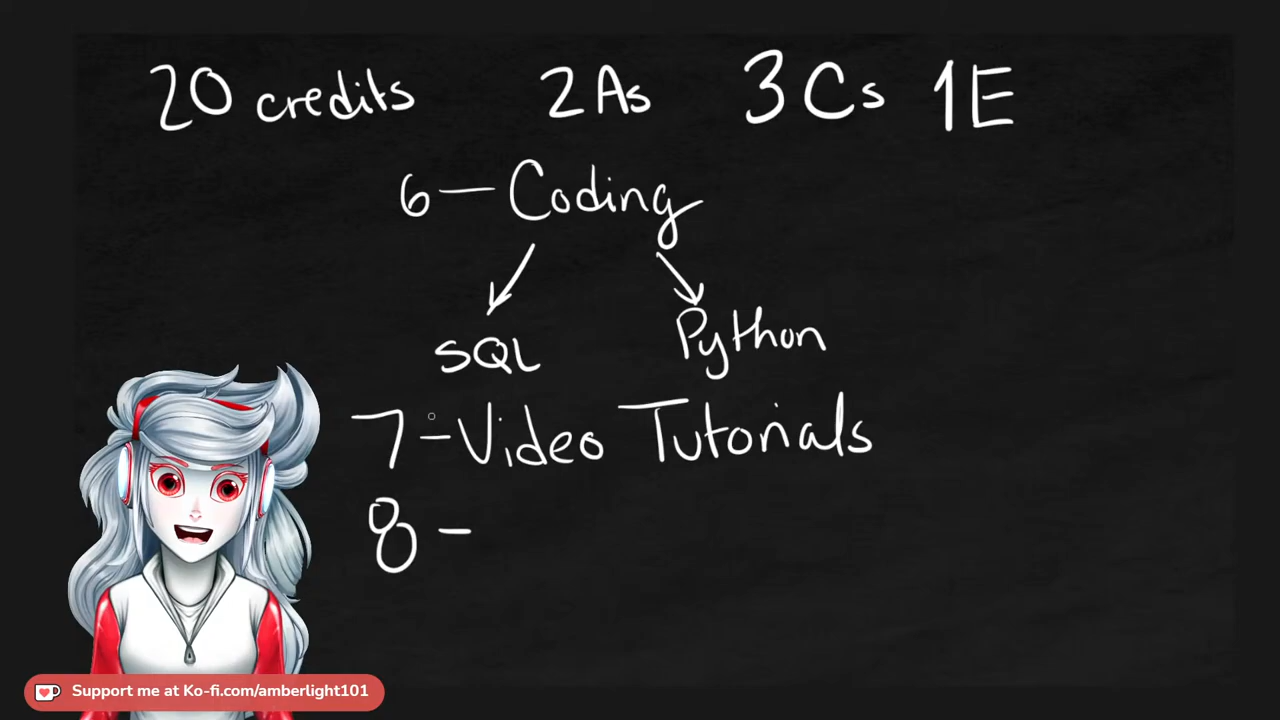 20 credits 2As 3Cs 1E
6 — Coding
SQL Python
7 - Video Tutorials
8 -
Support me at Ko-fi.com/amberlight101